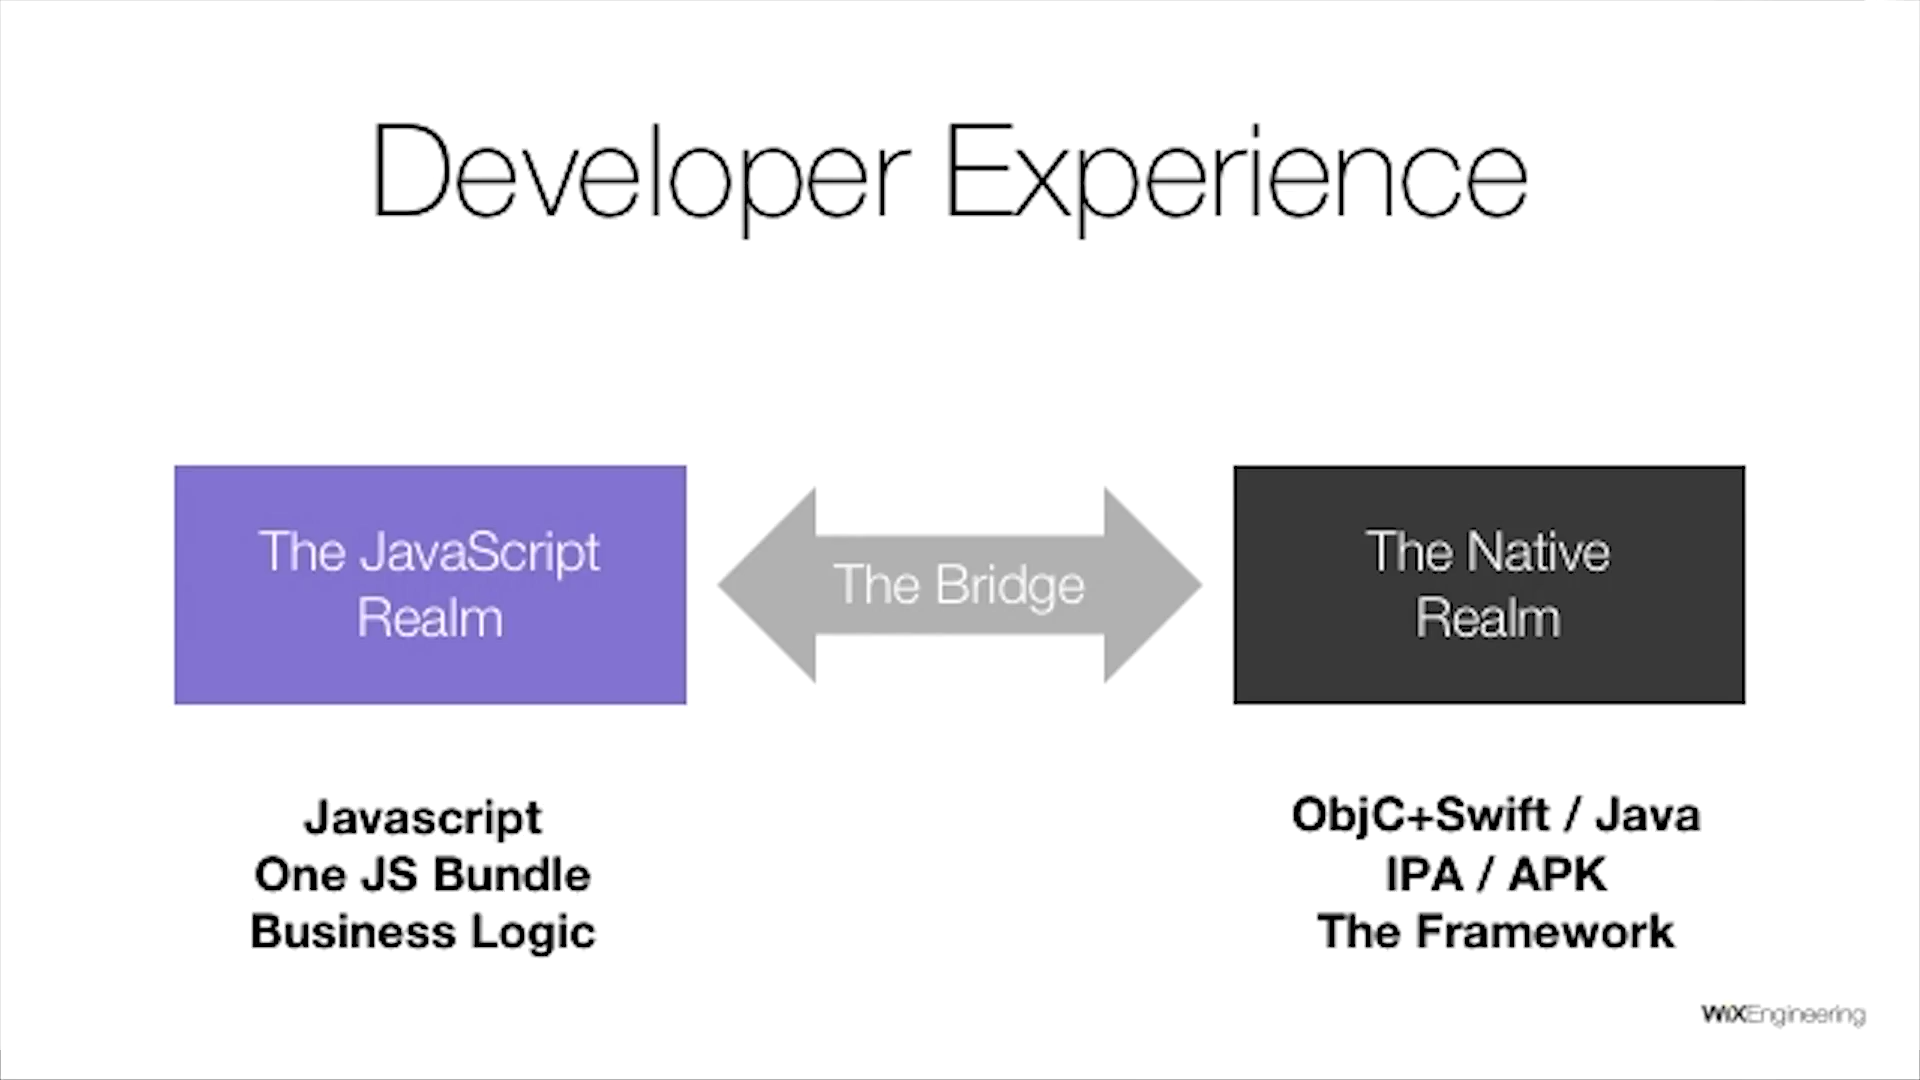 Developer Experience
The JavaScript
Realm
The Bridge
The Native
Realm
Javascript
One JS Bundle
Business Logic
ObjC+Swift / Java
IPA / APK
The Framework
WiXEngineering